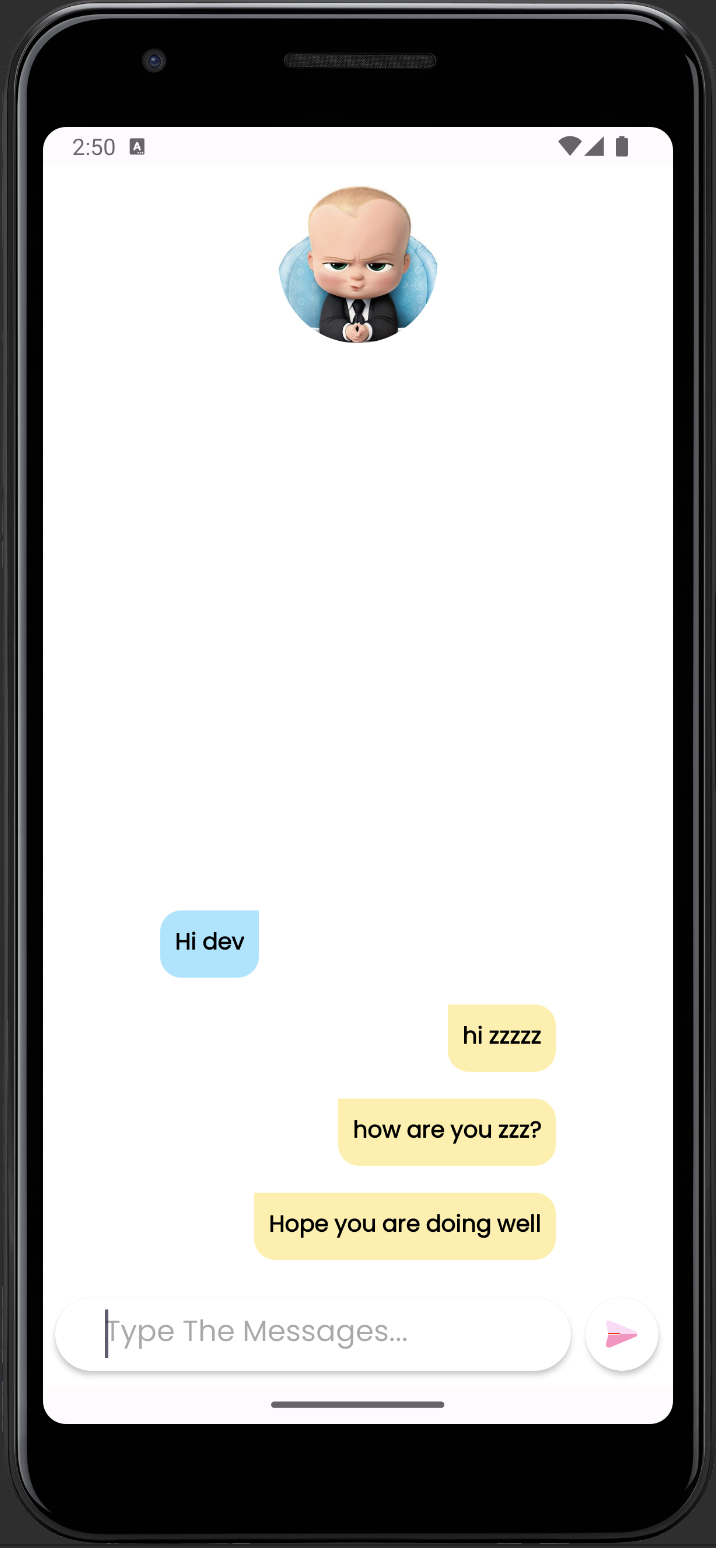 2:50 A
Hi dev
hi zzzzz
how are you zzz?
Hope you are doing well
Type The Messages...